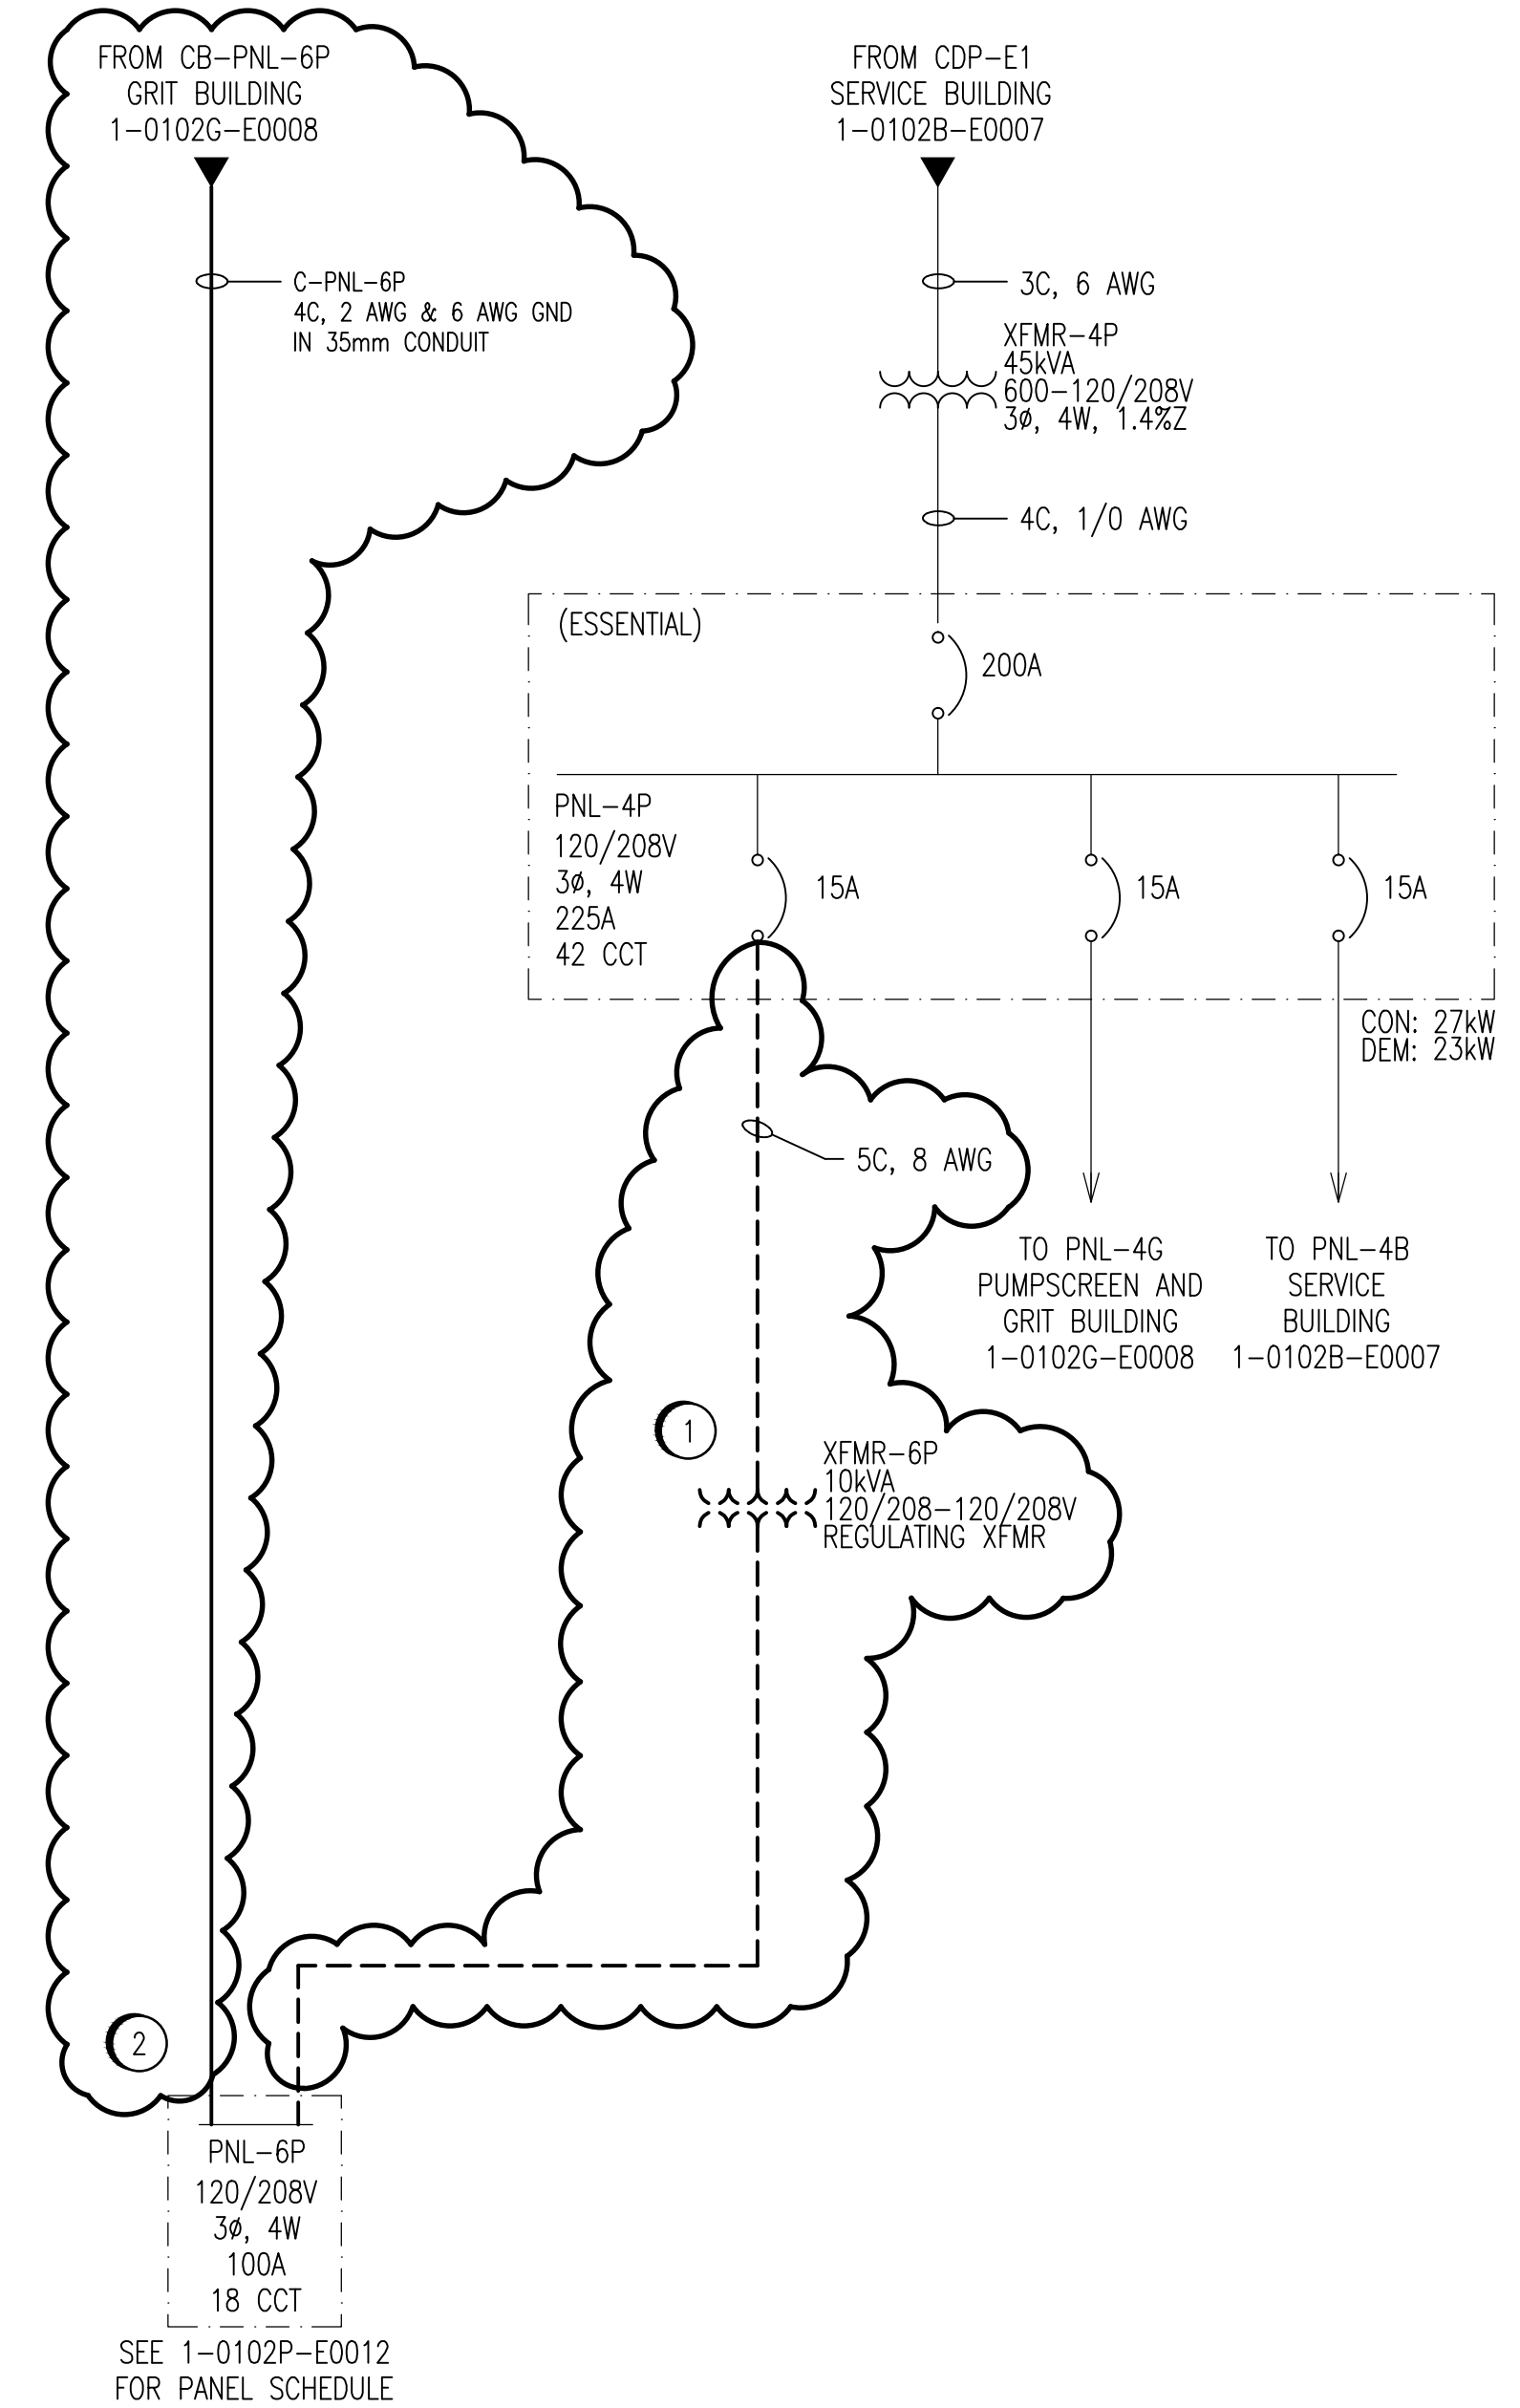 FROM CB-PNL-6P
GRIT BUILDING
1-0102G-E0008
C-PNL-6P
4C, 2 AWG & 6 AWG GND
IN 35mm CONDUIT
FROM CDP-E1
SERVICE BUILDING
1-0102B-E0007
3C, 6 AWG
XFMR-4P
45kVA
600-120/208V
3ø, 4W, 1.4%Z
4C, 1/0 AWG
(ESSENTIAL)
200A
PNL-4P
120/208V
3ø, 4W
225A
42 CCT
15A
15A
15A
CON: 27kW
DEM: 23kW
5C, 8 AWG
TO PNL-4G
PUMPSCREEN AND
GRIT BUILDING
1-0102G-E0008
TO PNL-4B
SERVICE
BUILDING
1-0102B-E0007
1
XFMR-6P
10kVA
120/208-120/208V
REGULATING XFMR
2
PNL-6P
120/208V
3ø, 4W
100A
18 CCT
SEE 1-0102P-E0012
FOR PANEL SCHEDULE